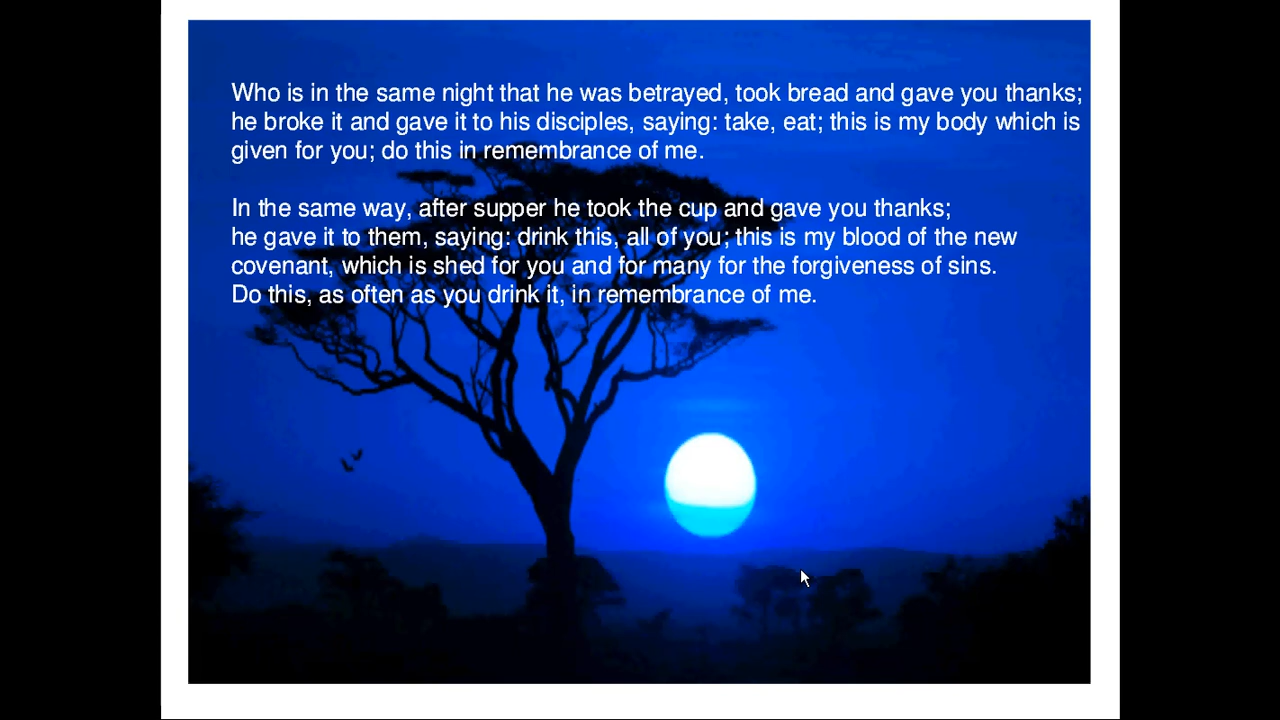 Who is in the same night that he was betrayed, took bread and gave you thanks;
he broke it and gave it to his disciples, saying: take, eat; this is my body which is
given for you; do this in remembrance of me.
In the same way, after supper he took the cup and gave you thanks;
he gave it to them, saying: drink this, all of you; this is my blood of the new
covenant, which is shed for you and for many for the forgiveness of sins.
Do this, as often as you drink it, in remembrance of me.